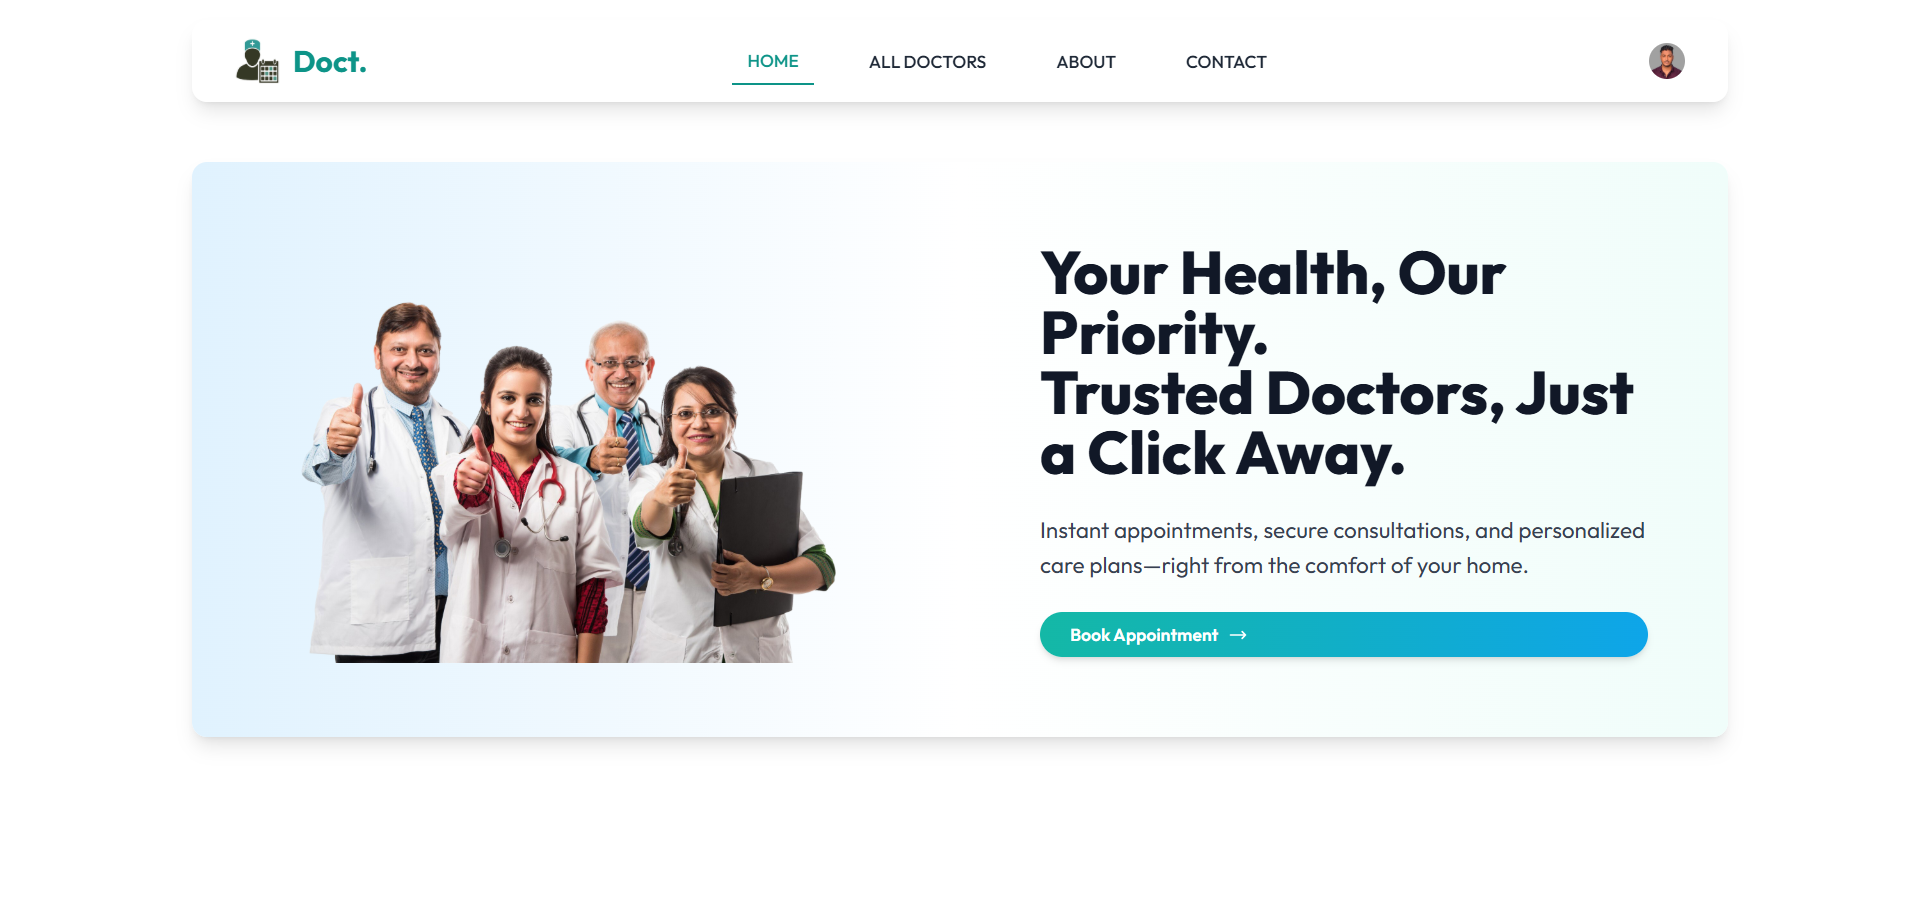 Doct.
HOME
ALL DOCTORS
ABOUT
CONTACT
Your Health, Our
Priority.
Trusted Doctors, Just
a Click Away.
Instant appointments, secure consultations, and personalized
care plans—right from the comfort of your home.
Book Appointment →